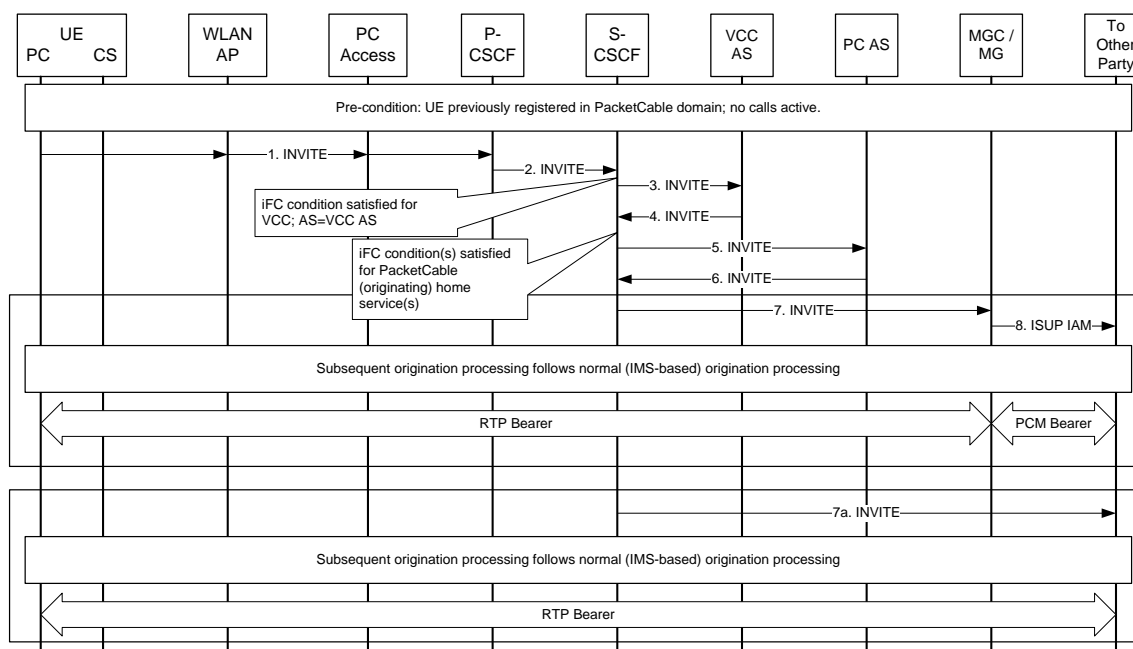 UE
PC CS
WLAN
AP
PC
Access
P-
CSCF
S-
CSCF
VCC
AS
PC AS
MGC /
MG
To
Other
Party
Pre-condition: UE previously registered in PacketCable domain; no calls active.
1. INVITE
2. INVITE
3. INVITE
iFC condition satisfied for
VCC; AS=VCC AS
4. INVITE
iFC condition(s) satisfied
for PacketCable
(originating) home
service(s)
5. INVITE
6. INVITE
7. INVITE
8. ISUP IAM
Subsequent origination processing follows normal (IMS-based) origination processing
RTP Bearer
PCM Bearer
7a. INVITE
Subsequent origination processing follows normal (IMS-based) origination processing
RTP Bearer